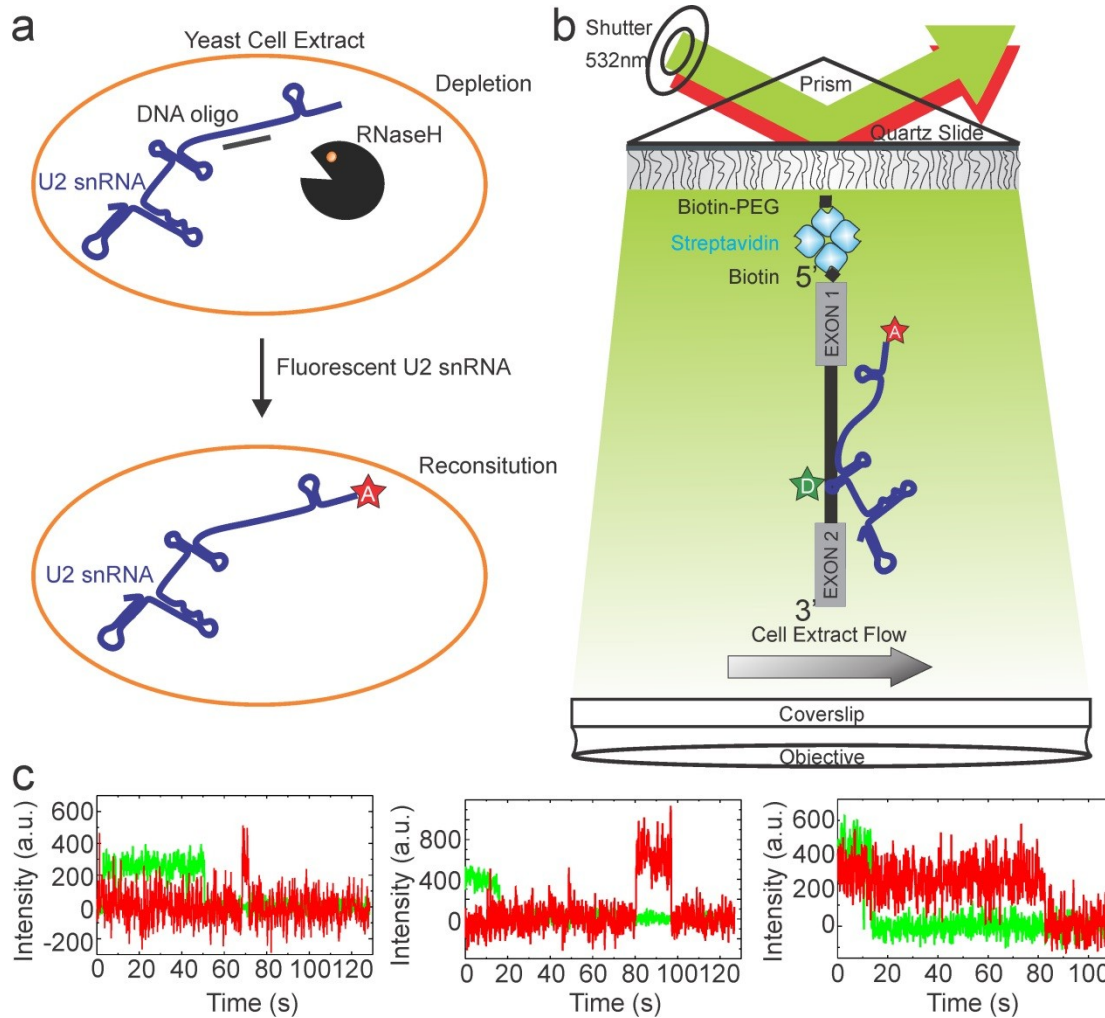 a
Yeast Cell Extract
Depletion
DNA oligo
RNaseH
U2 snRNA
Fluorescent U2 snRNA
Reconsitution
A
U2 snRNA
b
Shutter
532nm
Prism
Quartz Slide
Biotin-PEG
Streptavidin
Biotin
5'
EXON 1
A
D
EXON 2
3'
Cell Extract Flow
Coverslip
Objective
c
Intensity (a.u.)
600
400
200
0
-200
0 20 40 60 80 100 120
Time (s)
Intensity (a.u.)
800
400
0
0 20 40 60 80 100 120
Time (s)
Intensity (a.u.)
600
400
200
0
0 20 40 60 80 100
Time (s)